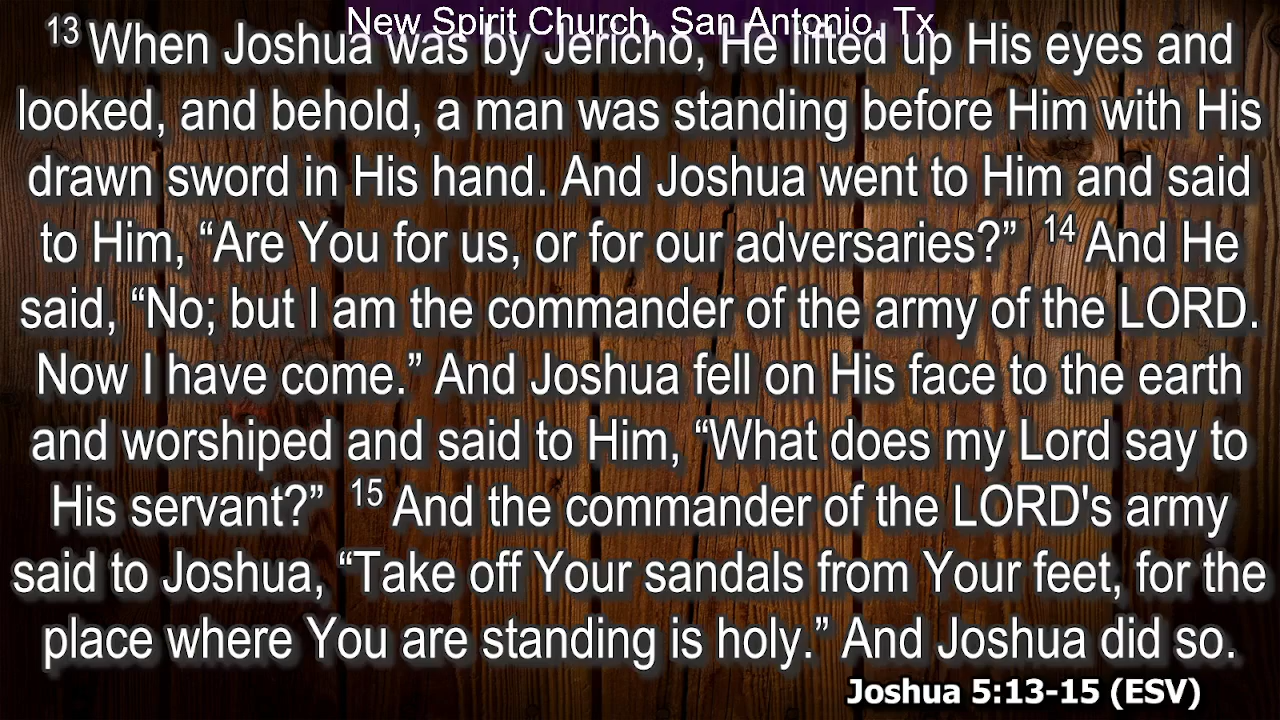 New Spirit Church, San Antonio, Tx
13 When Joshua was by Jericho, He lifted up His eyes and
looked, and behold, a man was standing before Him with His
drawn sword in His hand. And Joshua went to Him and said
to Him, “Are You for us, or for our adversaries?” 14 And He
said, “No; but I am the commander of the army of the LORD.
Now I have come.” And Joshua fell on His face to the earth
and worshiped and said to Him, “What does my Lord say to
His servant?” 15 And the commander of the LORD's army
said to Joshua, “Take off Your sandals from Your feet, for the
place where You are standing is holy.” And Joshua did so.
Joshua 5:13-15 (ESV)